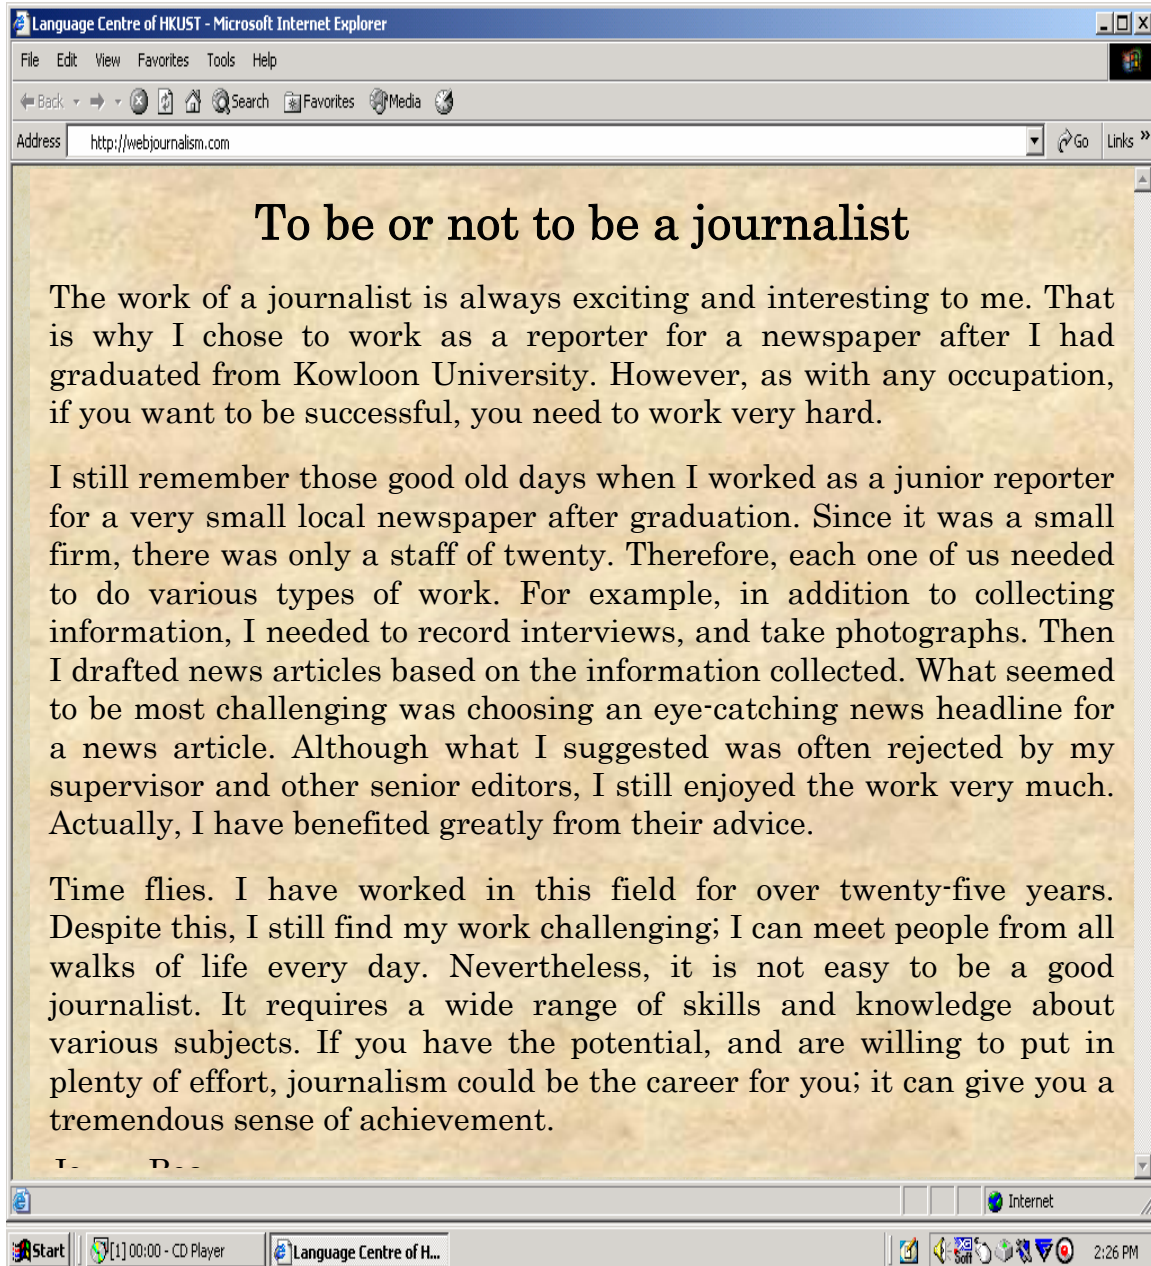 Language Centre of HKUST - Microsoft Internet Explorer
File Edit View Favorites Tools Help
Back Search Favorites Media
Address http://webjournalism.com Go Links »
To be or not to be a journalist
The work of a journalist is always exciting and interesting to me. That
is why I chose to work as a reporter for a newspaper after I had
graduated from Kowloon University. However, as with any occupation,
if you want to be successful, you need to work very hard.
I still remember those good old days when I worked as a junior reporter
for a very small local newspaper after graduation. Since it was a small
firm, there was only a staff of twenty. Therefore, each one of us needed
to do various types of work. For example, in addition to collecting
information, I needed to record interviews, and take photographs. Then
I drafted news articles based on the information collected. What seemed
to be most challenging was choosing an eye-catching news headline for
a news article. Although what I suggested was often rejected by my
supervisor and other senior editors, I still enjoyed the work very much.
Actually, I have benefited greatly from their advice.
Time flies. I have worked in this field for over twenty-five years.
Despite this, I still find my work challenging; I can meet people from all
walks of life every day. Nevertheless, it is not easy to be a good
journalist. It requires a wide range of skills and knowledge about
various subjects. If you have the potential, and are willing to put in
plenty of effort, journalism could be the career for you; it can give you a
tremendous sense of achievement.
Internet
Start [1] 00:00 - CD Player Language Centre of H... 2:26 PM